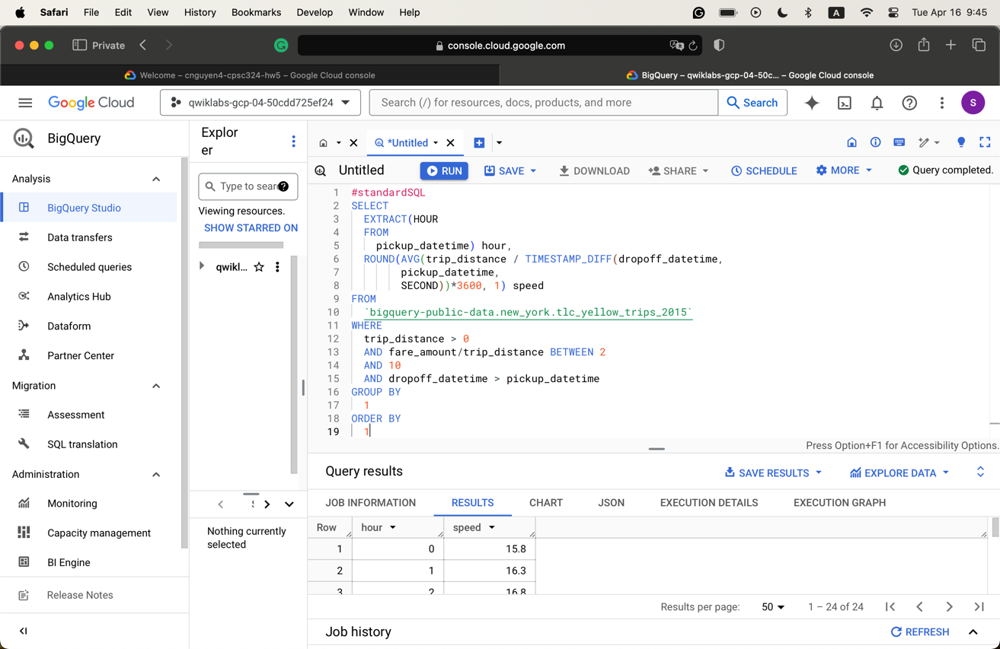 Safari File Edit View History Bookmarks Develop Window Help A Tue Apr 16 9:45
Private console.cloud.google.com
Welcome – cnguyen4-cpsc324-hw5 – Google Cloud console BigQuery – qwiklabs-gcp-04-50c... – Google Cloud console
Google Cloud qwiklabs-gcp-04-50cdd725ef24 Search (/) for resources, docs, products, and more Search S
BigQuery
Analysis
BigQuery Studio
Data transfers
Scheduled queries
Analytics Hub
Dataform
Partner Center
Migration
Assessment
SQL translation
Administration
Monitoring
Capacity management
BI Engine
Release Notes
Explor
er
Type to sear
Viewing resources.
SHOW STARRED ON
qwikl...
Nothing currently
selected
*Untitled
Untitled RUN SAVE DOWNLOAD SHARE SCHEDULE MORE Query completed.
1 #standardSQL
2 SELECT
3 EXTRACT(HOUR
4 FROM
5 pickup_datetime) hour,
6 ROUND(AVG(trip_distance / TIMESTAMP_DIFF(dropoff_datetime,
7 pickup_datetime,
8 SECOND))*3600, 1) speed
9 FROM
10 `bigquery-public-data.new_york.tlc_yellow_trips_2015`
11 WHERE
12 trip_distance > 0
13 AND fare_amount/trip_distance BETWEEN 2
14 AND 10
15 AND dropoff_datetime > pickup_datetime
16 GROUP BY
17 1
18 ORDER BY
19 1
Press Option+F1 for Accessibility Options.
Query results SAVE RESULTS EXPLORE DATA
JOB INFORMATION RESULTS CHART JSON EXECUTION DETAILS EXECUTION GRAPH
Row hour speed
1 0 15.8
2 1 16.3
3 2 16.8
Results per page: 50 1 – 24 of 24
Job history REFRESH